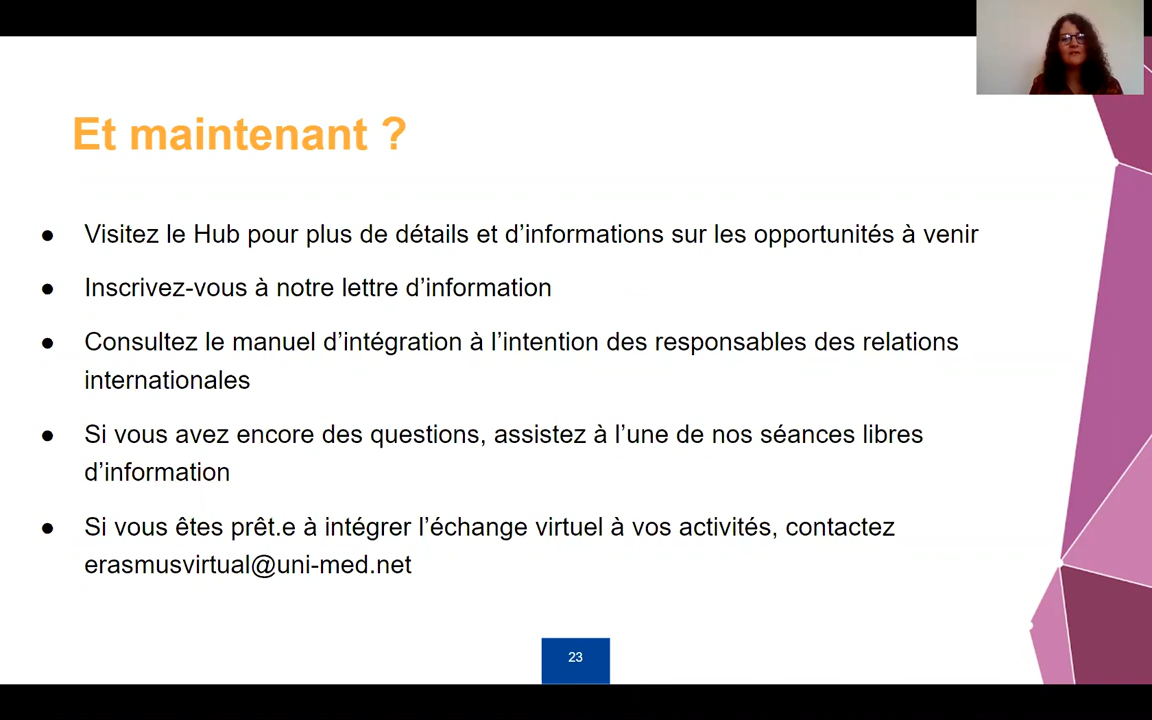 Et maintenant ?
● Visitez le Hub pour plus de détails et d’informations sur les opportunités à venir
● Inscrivez-vous à notre lettre d’information
● Consultez le manuel d’intégration à l’intention des responsables des relations
internationales
● Si vous avez encore des questions, assistez à l’une de nos séances libres
d’information
● Si vous êtes prêt.e à intégrer l’échange virtuel à vos activités, contactez
erasmusvirtual@uni-med.net
23